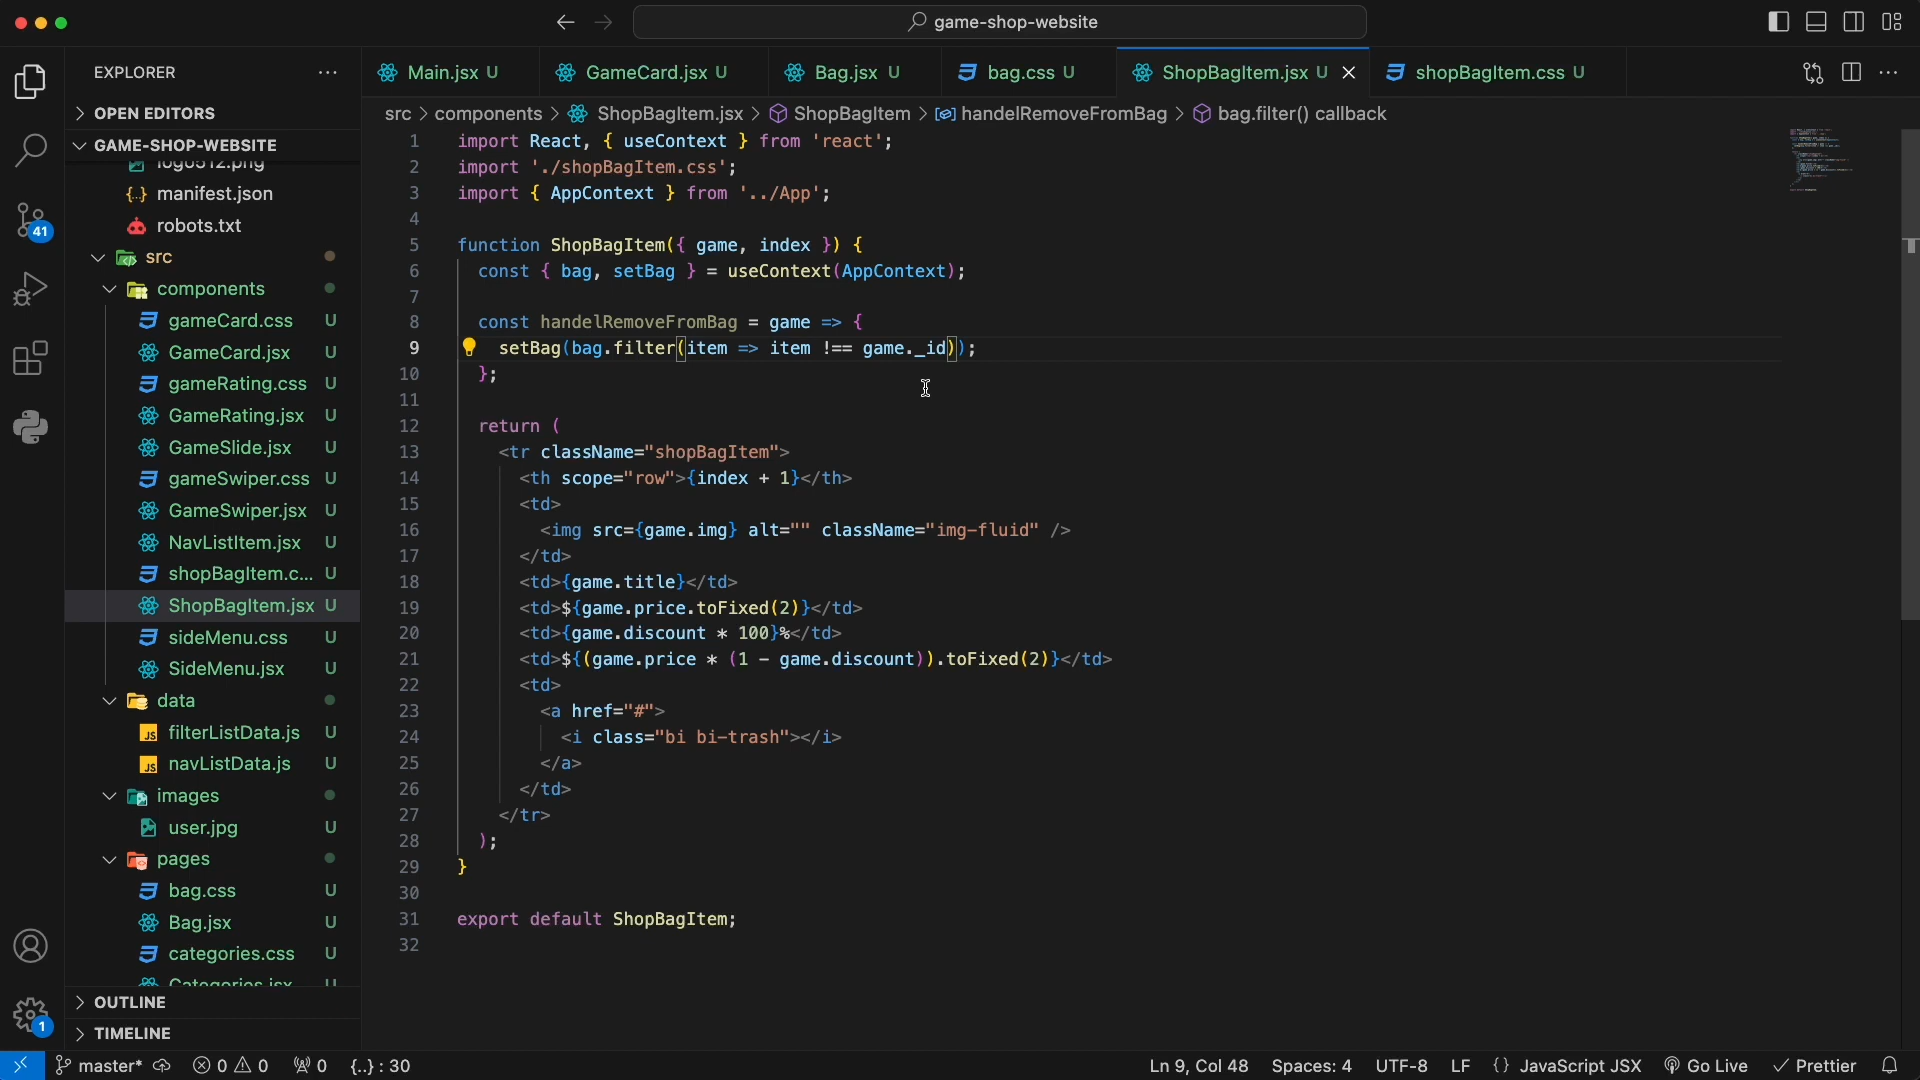 game-shop-website
EXPLORER
OPEN EDITORS
GAME-SHOP-WEBSITE
logo512.png
manifest.json
robots.txt
src
components
gameCard.css U
GameCard.jsx U
gameRating.css U
GameRating.jsx U
GameSlide.jsx U
gameSwiper.css U
GameSwiper.jsx U
NavListItem.jsx U
shopBagItem.c... U
ShopBagItem.jsx U
sideMenu.css U
SideMenu.jsx U
data
filterListData.js U
navListData.js U
images
user.jpg U
pages
bag.css U
Bag.jsx U
categories.css U
Categories.jsx U
OUTLINE
TIMELINE
41
1
Main.jsx U GameCard.jsx U Bag.jsx U bag.css U ShopBagItem.jsx U shopBagItem.css U
src > components > ShopBagItem.jsx > ShopBagItem > handelRemoveFromBag > bag.filter() callback
1 import React, { useContext } from 'react';
2 import './shopBagItem.css';
3 import { AppContext } from '../App';
4
5 function ShopBagItem({ game, index }) {
6 const { bag, setBag } = useContext(AppContext);
7
8 const handelRemoveFromBag = game => {
9 setBag(bag.filter(item => item !== game._id));
10 };
11
12 return (
13 <tr className="shopBagItem">
14 <th scope="row">{index + 1}</th>
15 <td>
16 <img src={game.img} alt="" className="img-fluid" />
17 </td>
18 <td>{game.title}</td>
19 <td>${game.price.toFixed(2)}</td>
20 <td>{game.discount * 100}%</td>
21 <td>${(game.price * (1 - game.discount)).toFixed(2)}</td>
22 <td>
23 <a href="#">
24 <i class="bi bi-trash"></i>
25 </a>
26 </td>
27 </tr>
28 );
29 }
30
31 export default ShopBagItem;
32
master* 0 0 0 {..} : 30 Ln 9, Col 48 Spaces: 4 UTF-8 LF {} JavaScript JSX Go Live Prettier